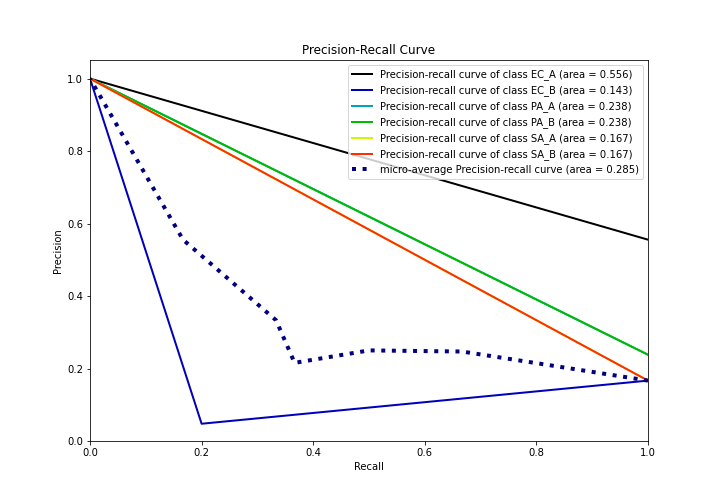 Precision-Recall Curve
Precision-recall curve of class EC_A (area = 0.556)
Precision-recall curve of class EC_B (area = 0.143)
Precision-recall curve of class PA_A (area = 0.238)
Precision-recall curve of class PA_B (area = 0.238)
Precision-recall curve of class SA_A (area = 0.167)
Precision-recall curve of class SA_B (area = 0.167)
micro-average Precision-recall curve (area = 0.285)
Precision
1.0
0.8
0.6
0.4
0.2
0.0
0.0 0.2 0.4 0.6 0.8 1.0
Recall